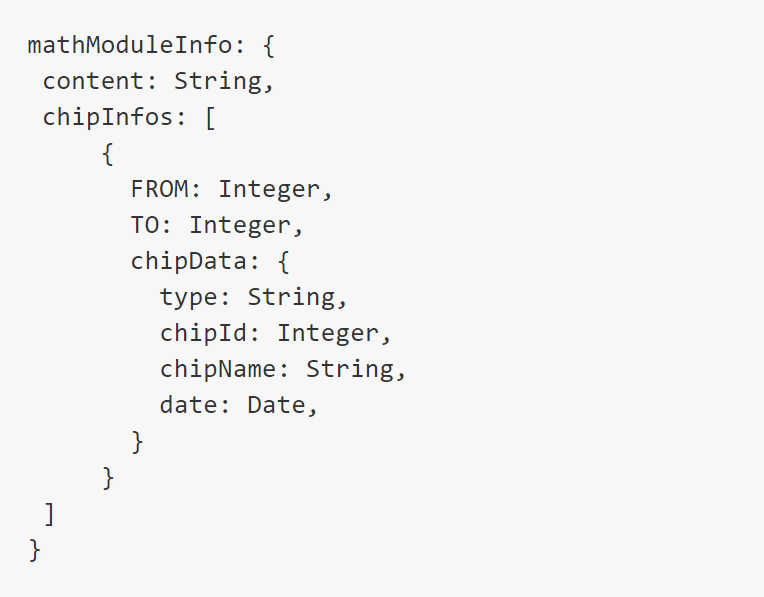 mathModuleInfo: {
 content: String,
 chipInfos: [
     {
       FROM: Integer,
       TO: Integer,
       chipData: {
         type: String,
         chipId: Integer,
         chipName: String,
         date: Date,
       }
     }
 ]
}